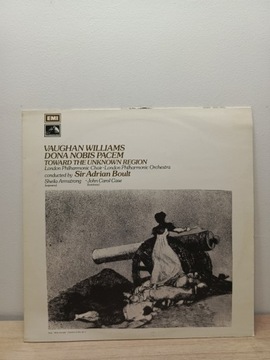 EMI
VAUGHAN WILLIAMS
DONA NOBIS PACEM
TOWARD THE UNKNOWN REGION
London Philharmonic Choir · London Philharmonic Orchestra
conducted by Sir Adrian Boult
Sheila Armstrong · John Carol Case